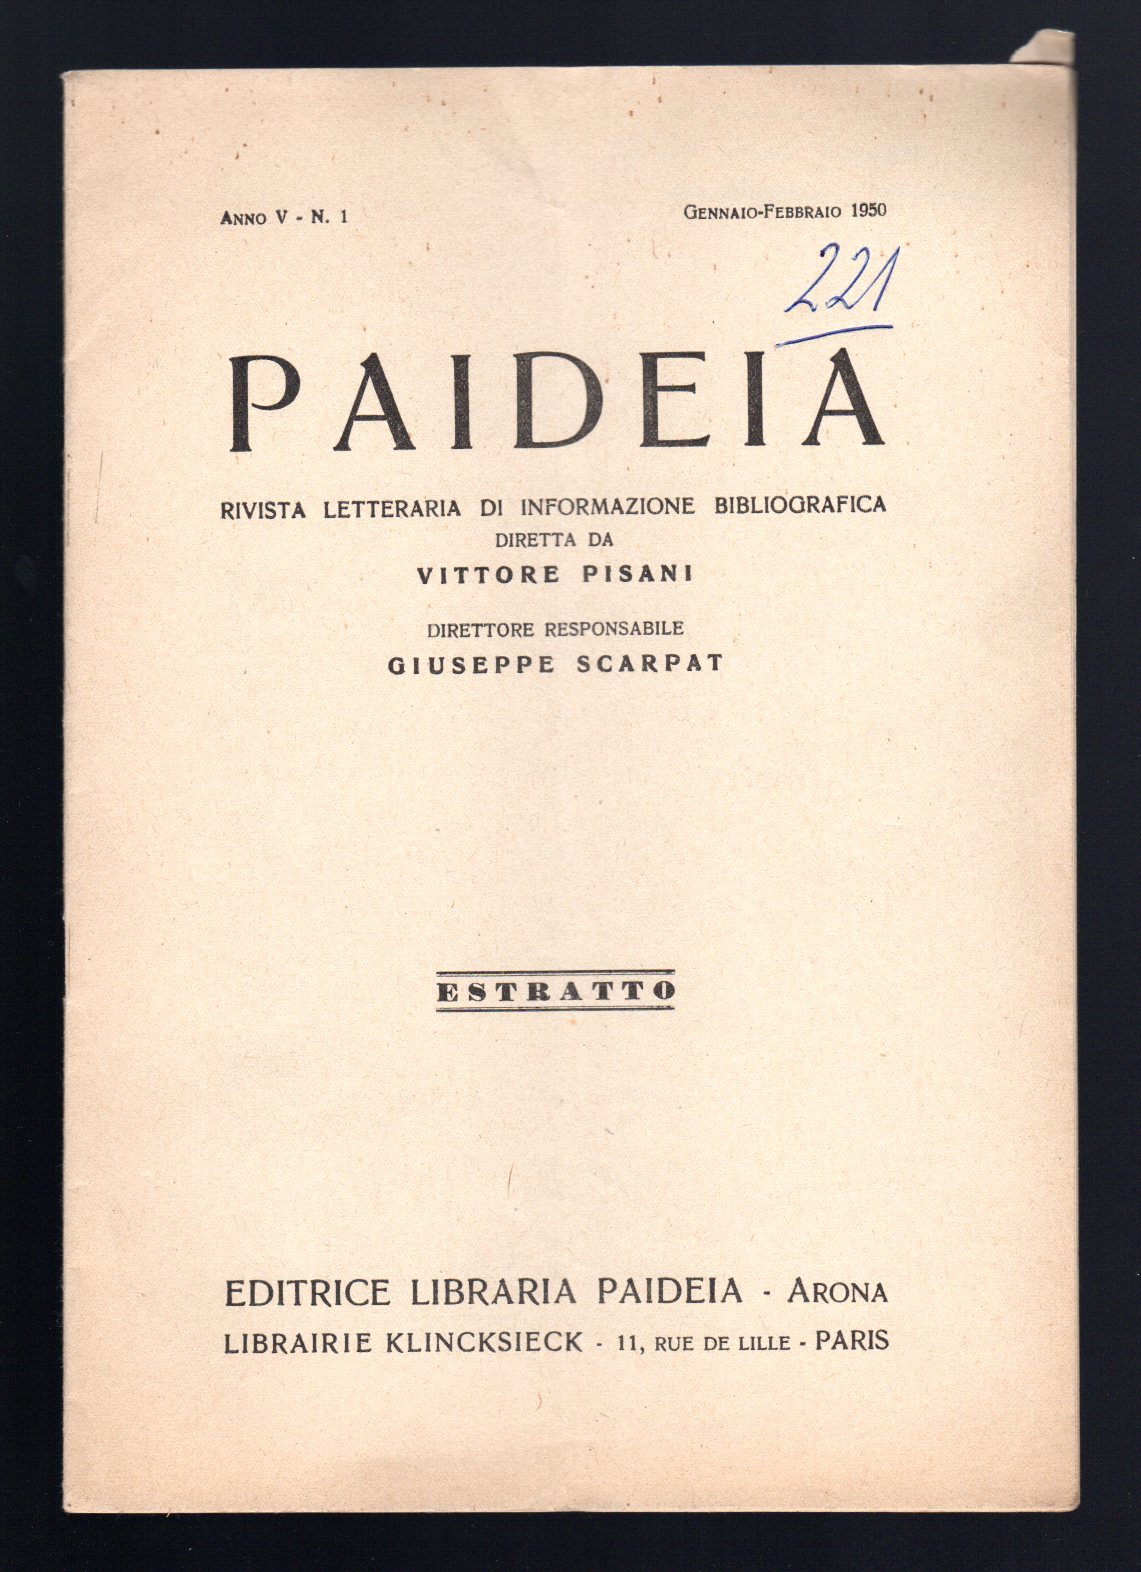 ANNO V - N. 1
GENNAIO-FEBBRAIO 1950
221
PAIDEIA
RIVISTA LETTERARIA DI INFORMAZIONE BIBLIOGRAFICA
DIRETTA DA
VITTORE PISANI
DIRETTORE RESPONSABILE
GIUSEPPE SCARPAT
ESTRATTO
EDITRICE LIBRARIA PAIDEIA - ARONA
LIBRAIRIE KLINCKSIECK - 11, RUE DE LILLE - PARIS